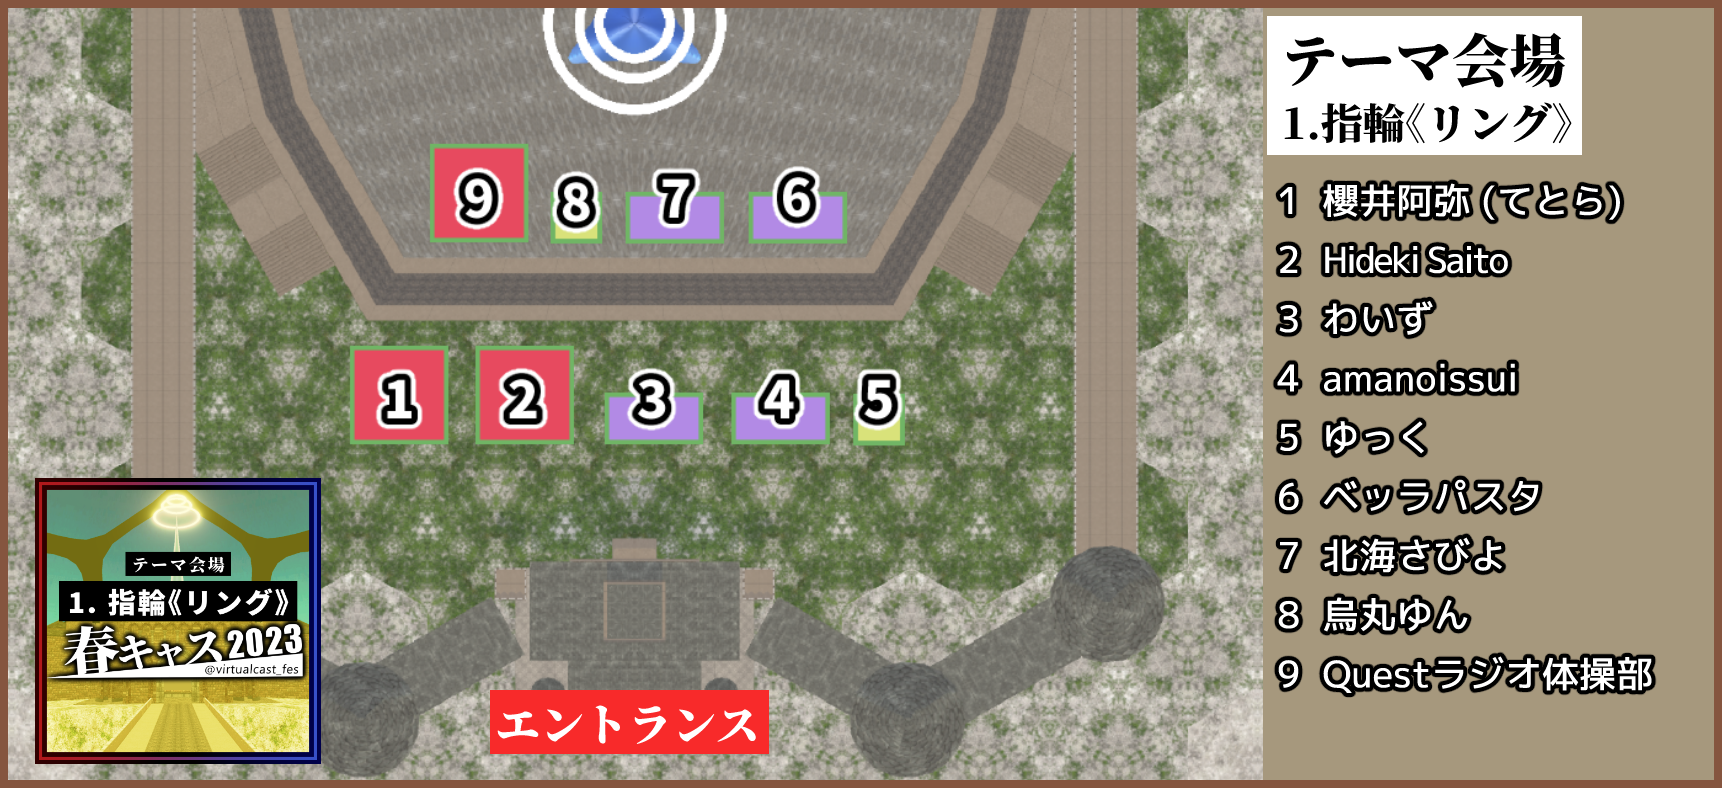 テーマ会場
1.指輪《リング》
1 櫻井阿弥 (てとら)
2 Hideki Saito
3 わいず
4 amanoissui
5 ゆっく
6 ベッラパスタ
7 北海さびよ
8 烏丸ゆん
9 Questラジオ体操部
9 8 7 6
1 2 3 4 5
テーマ会場
1. 指輪《リング》
春キャス2023
@virtualcast_fes
エントランス